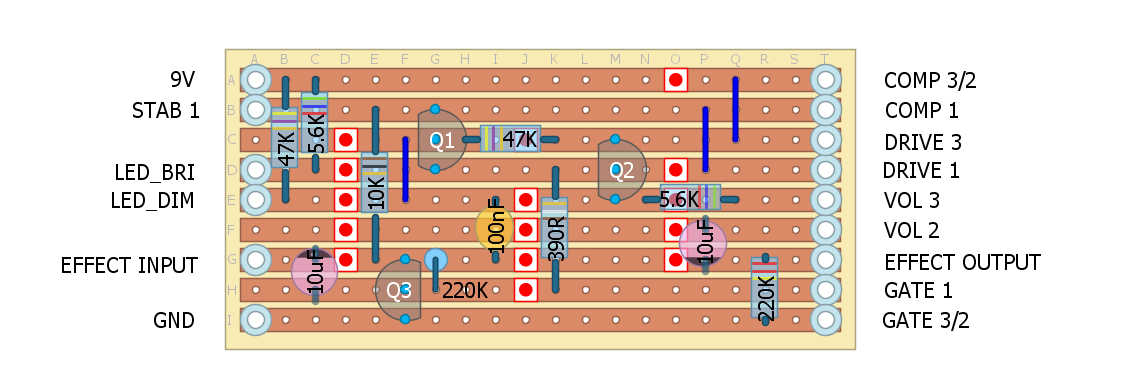 A B C D E F G H I J K L M N O P Q R S T
9V A COMP 3/2
STAB 1 B COMP 1
47K 5.6K C Q1 47K DRIVE 3
LED_BRI D Q2 DRIVE 1
LED_DIM E 10K 5.6K VOL 3
F 100nF 390R 10uF VOL 2
EFFECT INPUT G 10uF EFFECT OUTPUT
H Q3 220K 220K GATE 1
GND I GATE 3/2